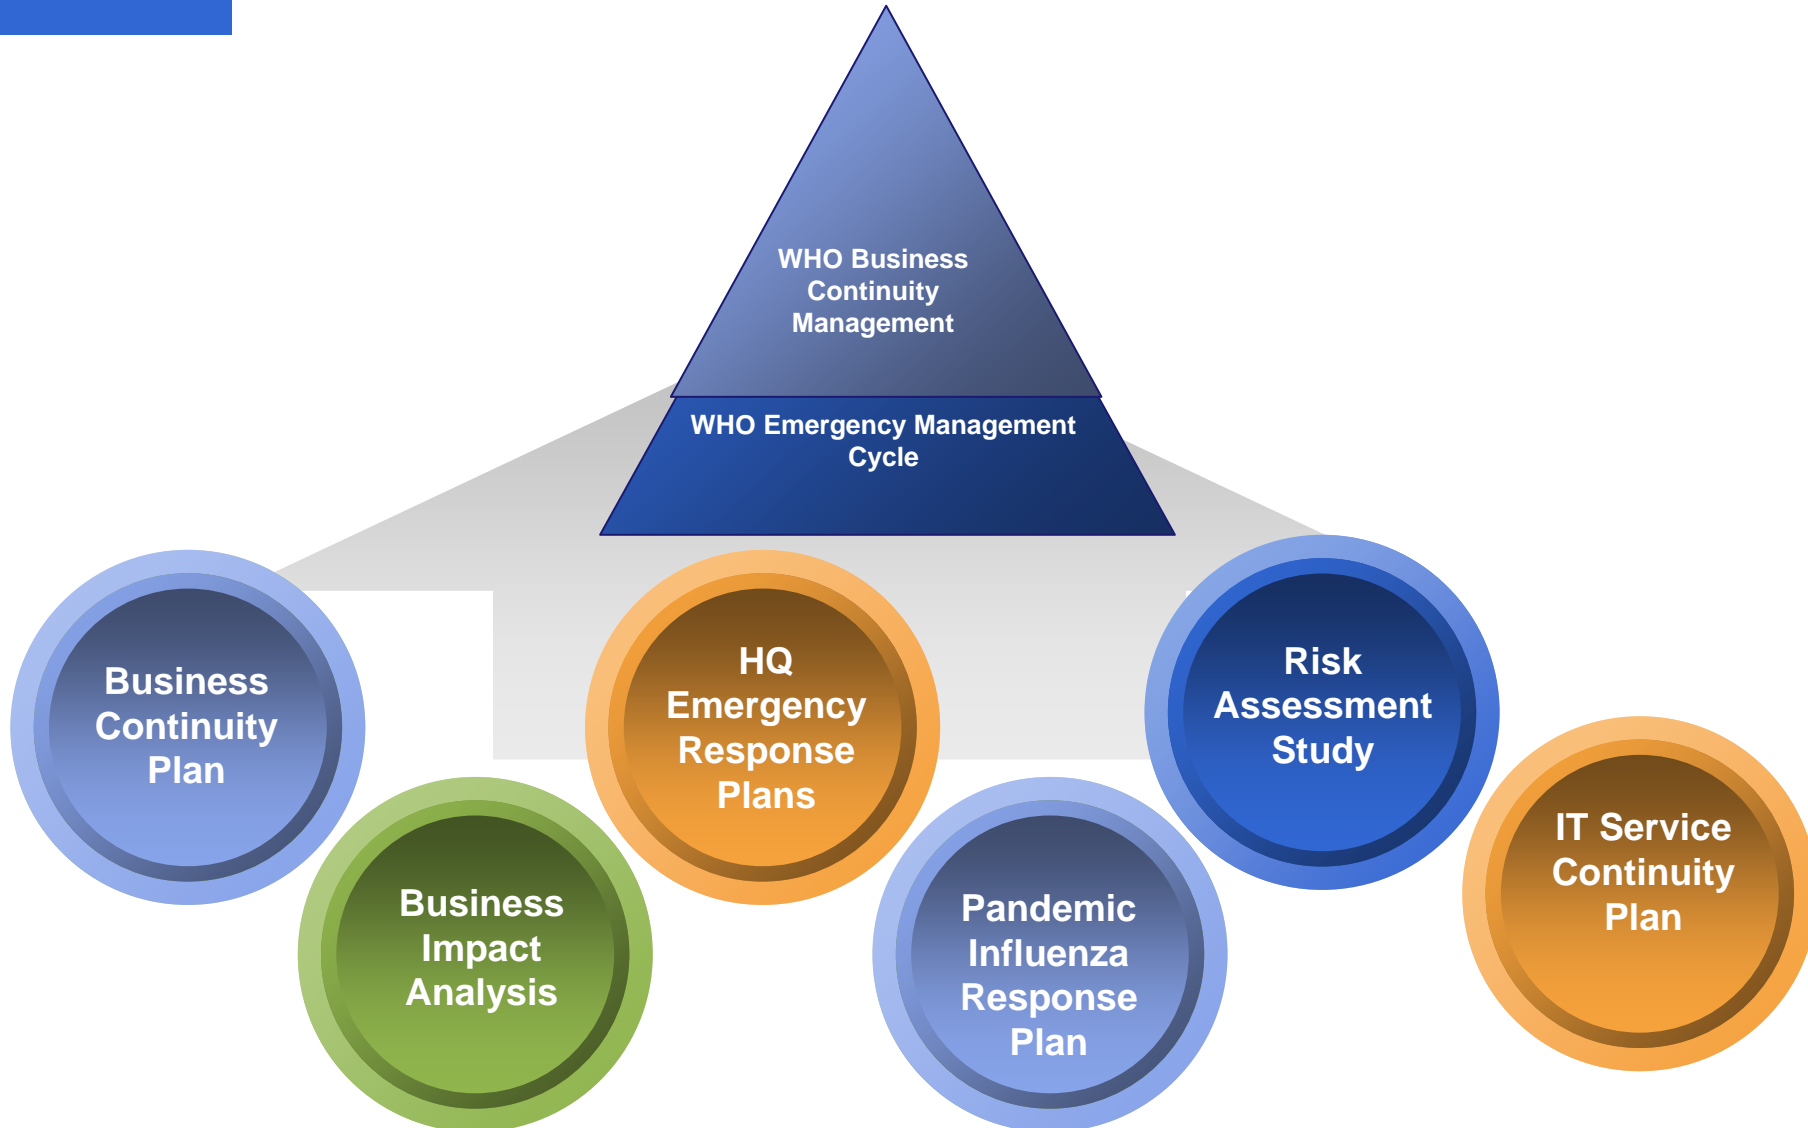 WHO Business
Continuity
Management
WHO Emergency Management
Cycle
Business
Continuity
Plan
Business
Impact
Analysis
HQ
Emergency
Response
Plans
Pandemic
Influenza
Response
Plan
Risk
Assessment
Study
IT Service
Continuity
Plan